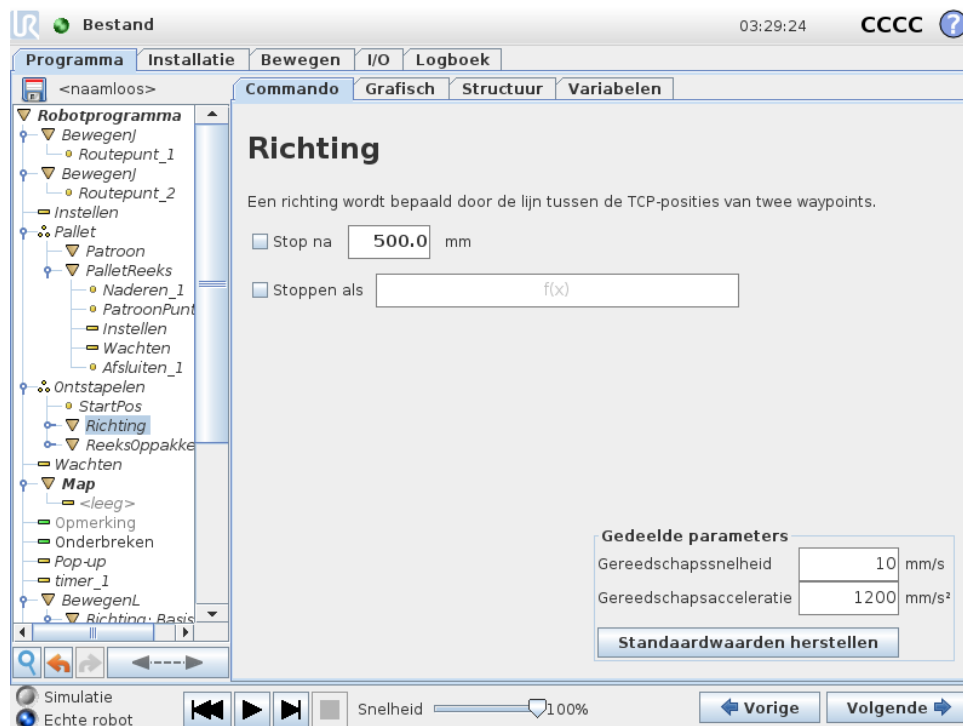 UR Bestand 03:29:24 CCCC ?
Programma Installatie Bewegen I/O Logboek
<naamloos>
Commando Grafisch Structuur Variabelen
Robotprogramma
BewegenJ
Routepunt_1
BewegenJ
Routepunt_2
Instellen
Pallet
Patroon
PalletReeks
Naderen_1
PatroonPunt
Instellen
Wachten
Afsluiten_1
Ontstapelen
StartPos
Richting
ReeksOppakke
Wachten
Map
<leeg>
Opmerking
Onderbreken
Pop-up
timer_1
BewegenL
Richting: Basis
Richting
Een richting wordt bepaald door de lijn tussen de TCP-posities van twee waypoints.
Stop na 500.0 mm
Stoppen als f(x)
Gedeelde parameters
Gereedschapssnelheid 10 mm/s
Gereedschapsacceleratie 1200 mm/s²
Standaardwaarden herstellen
Simulatie
Echte robot
Snelheid 100%
Vorige Volgende